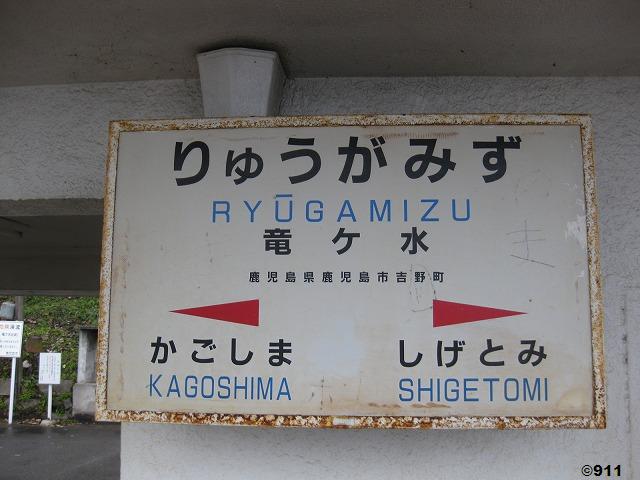 りゅうがみず
RYŪGAMIZU
竜ケ水
鹿児島県鹿児島市吉野町
かごしま
KAGOSHIMA
しげとみ
SHIGETOMI
©911